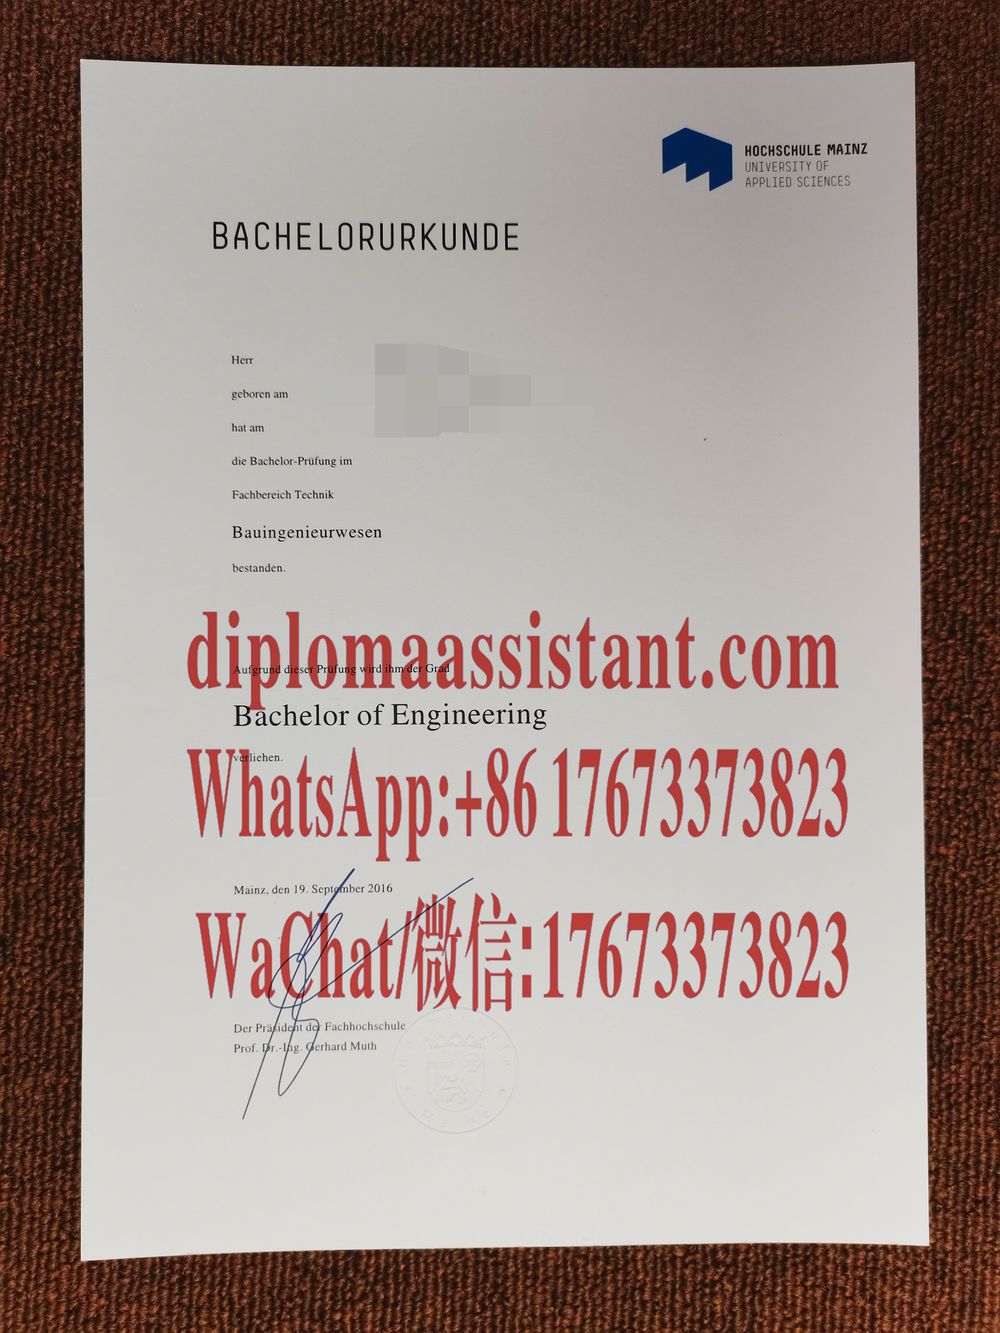 HOCHSCHULE MAINZ
UNIVERSITY OF
APPLIED SCIENCES
BACHELORURKUNDE
Herr
geboren am
hat am
die Bachelor-Prüfung im
Fachbereich Technik
Bauingenieurwesen
bestanden.
diplomaassistant.com
Aufgrund dieser Prüfung wird ihm der Grad
Bachelor of Engineering
verliehen.
WhatsApp:+86 17673373823
Mainz, den 19. September 2016
WaChat/微信:17673373823
Der Präsident der Fachhochschule
Prof. Dr.-Ing. Gerhard Muth